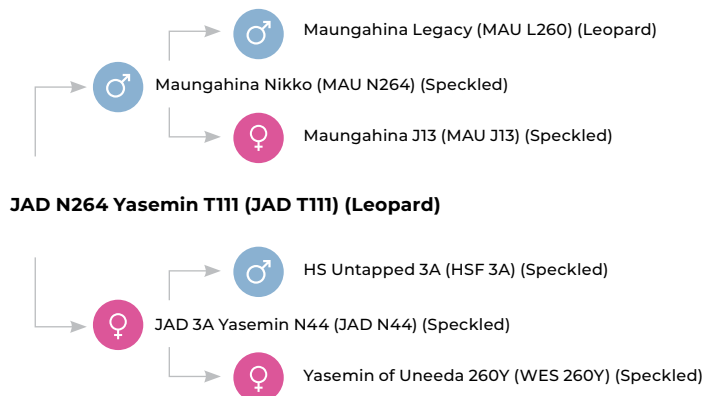 Maungahina Legacy (MAU L260) (Leopard)
Maungahina Nikko (MAU N264) (Speckled)
Maungahina J13 (MAU J13) (Speckled)
JAD N264 Yasemin T111 (JAD T111) (Leopard)
HS Untapped 3A (HSF 3A) (Speckled)
JAD 3A Yasemin N44 (JAD N44) (Speckled)
Yasemin of Uneeda 260Y (WES 260Y) (Speckled)